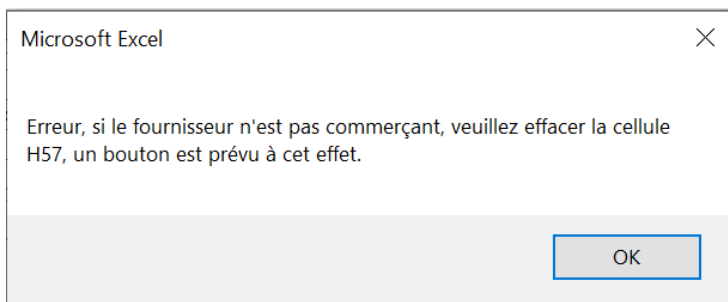 Microsoft Excel
Erreur, si le fournisseur n'est pas commerçant, veuillez effacer la cellule
H57, un bouton est prévu à cet effet.
OK